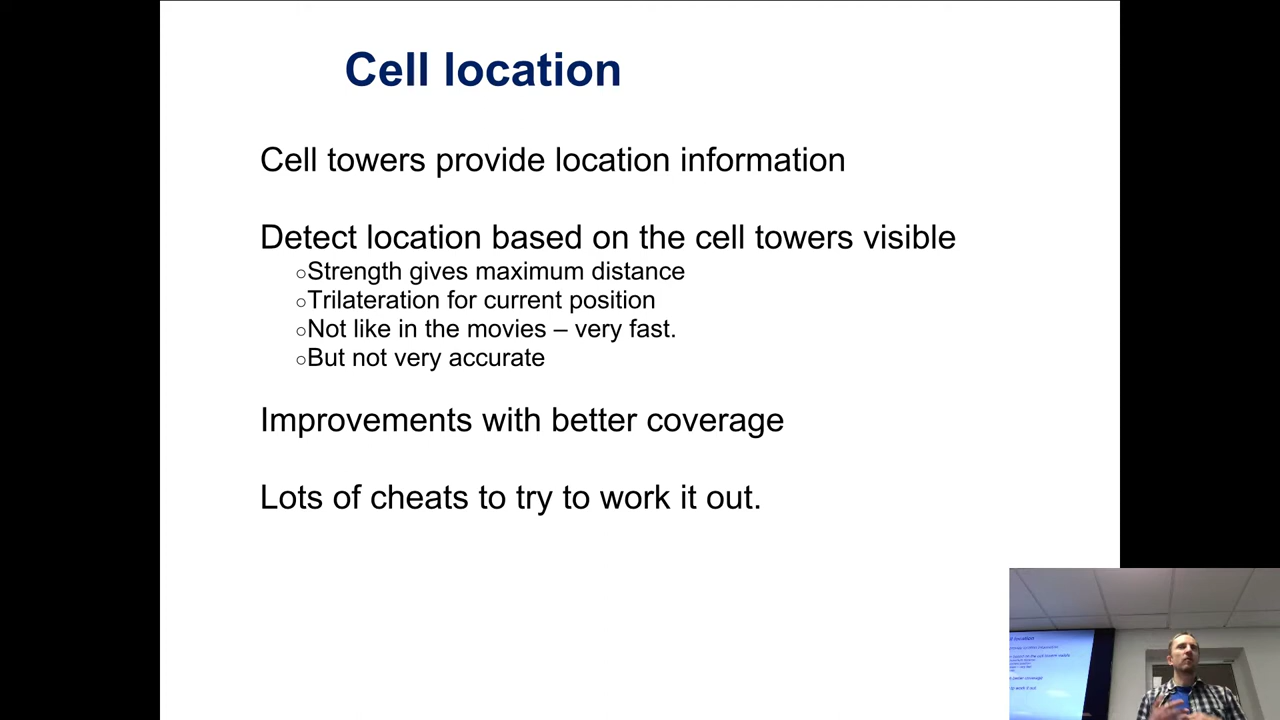 Cell location
Cell towers provide location information
Detect location based on the cell towers visible
○Strength gives maximum distance
○Trilateration for current position
○Not like in the movies – very fast.
○But not very accurate
Improvements with better coverage
Lots of cheats to try to work it out.